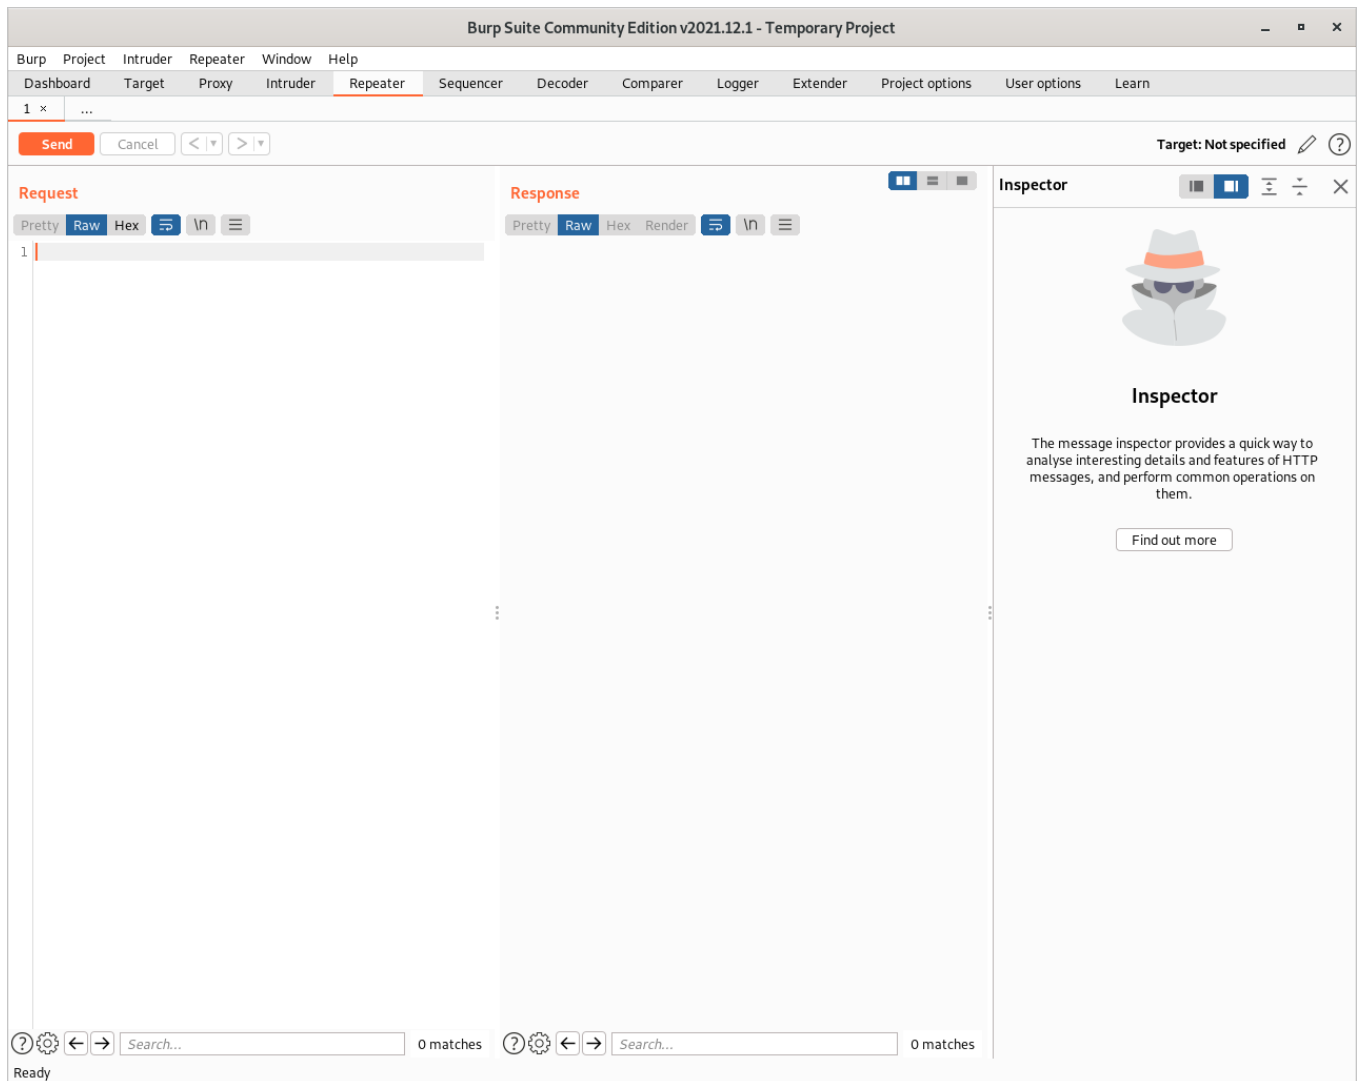 Burp Suite Community Edition v2021.12.1 - Temporary Project
Burp Project Intruder Repeater Window Help
Dashboard Target Proxy Intruder Repeater Sequencer Decoder Comparer Logger Extender Project options User options Learn
1 × ...
Send Cancel < > Target: Not specified ?
Request
Response
Inspector
Pretty Raw Hex \n
Pretty Raw Hex Render \n
1
Inspector
The message inspector provides a quick way to
analyse interesting details and features of HTTP
messages, and perform common operations on
them.
Find out more
? Search... 0 matches
? Search... 0 matches
Ready